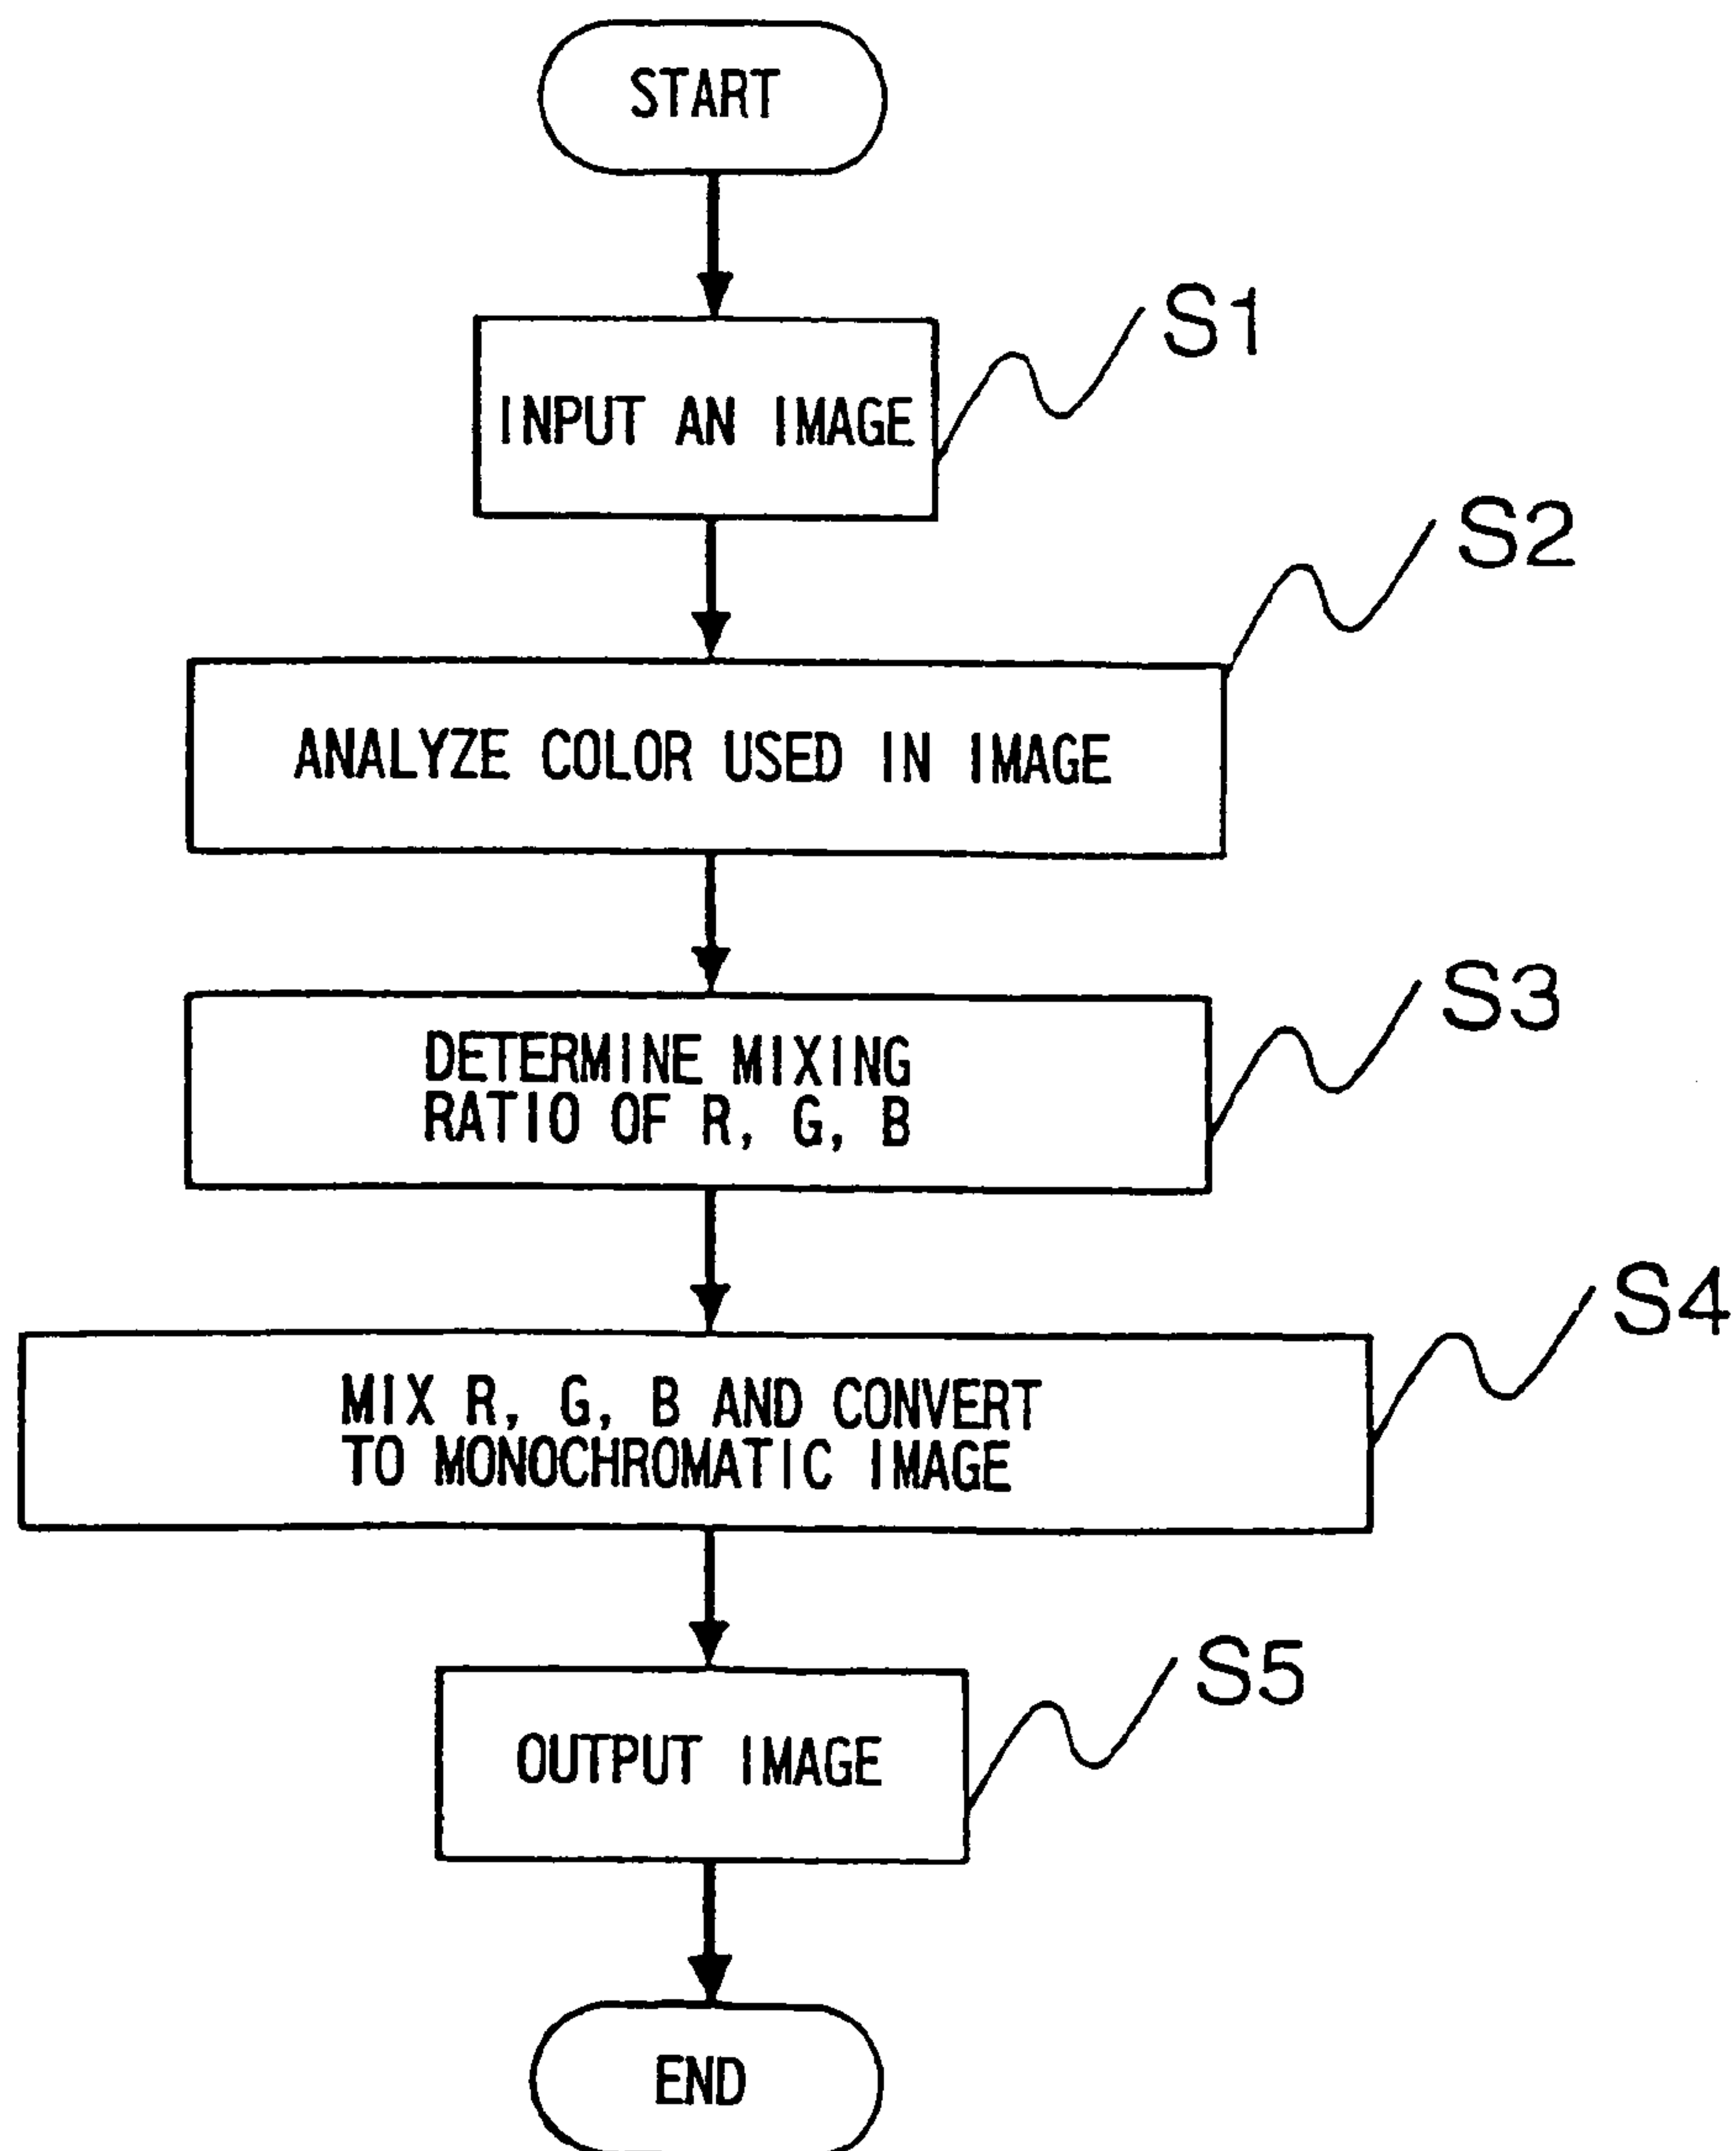 START
S1
INPUT AN IMAGE
S2
ANALYZE COLOR USED IN IMAGE
S3
DETERMINE MIXING
RATIO OF R, G, B
S4
MIX R, G, B AND CONVERT
TO MONOCHROMATIC IMAGE
S5
OUTPUT IMAGE
END